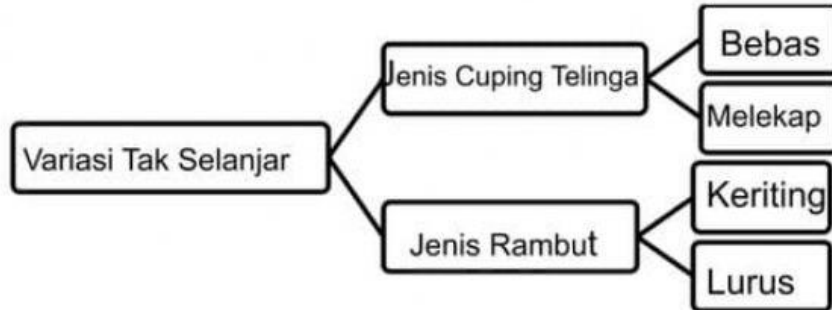 Variasi Tak Selanjar
Jenis Cuping Telinga
Bebas
Melekap
Jenis Rambut
Keriting
Lurus